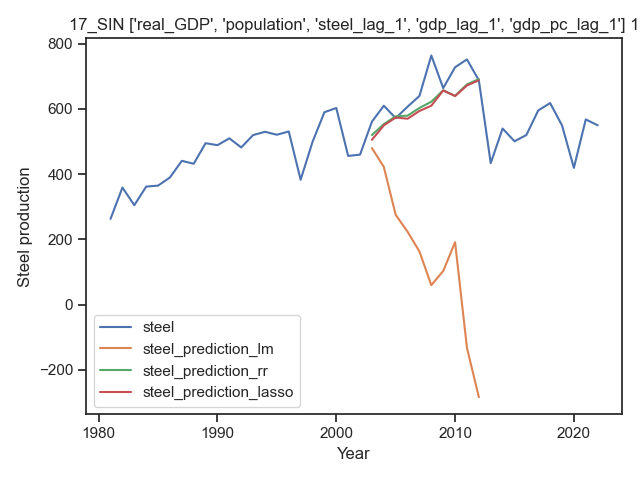 17_SIN ['real_GDP', 'population', 'steel_lag_1', 'gdp_lag_1', 'gdp_pc_lag_1'] 1
800
600
400
200
0
−200
Steel production
steel
steel_prediction_lm
steel_prediction_rr
steel_prediction_lasso
1980
1990
2000
2010
2020
Year